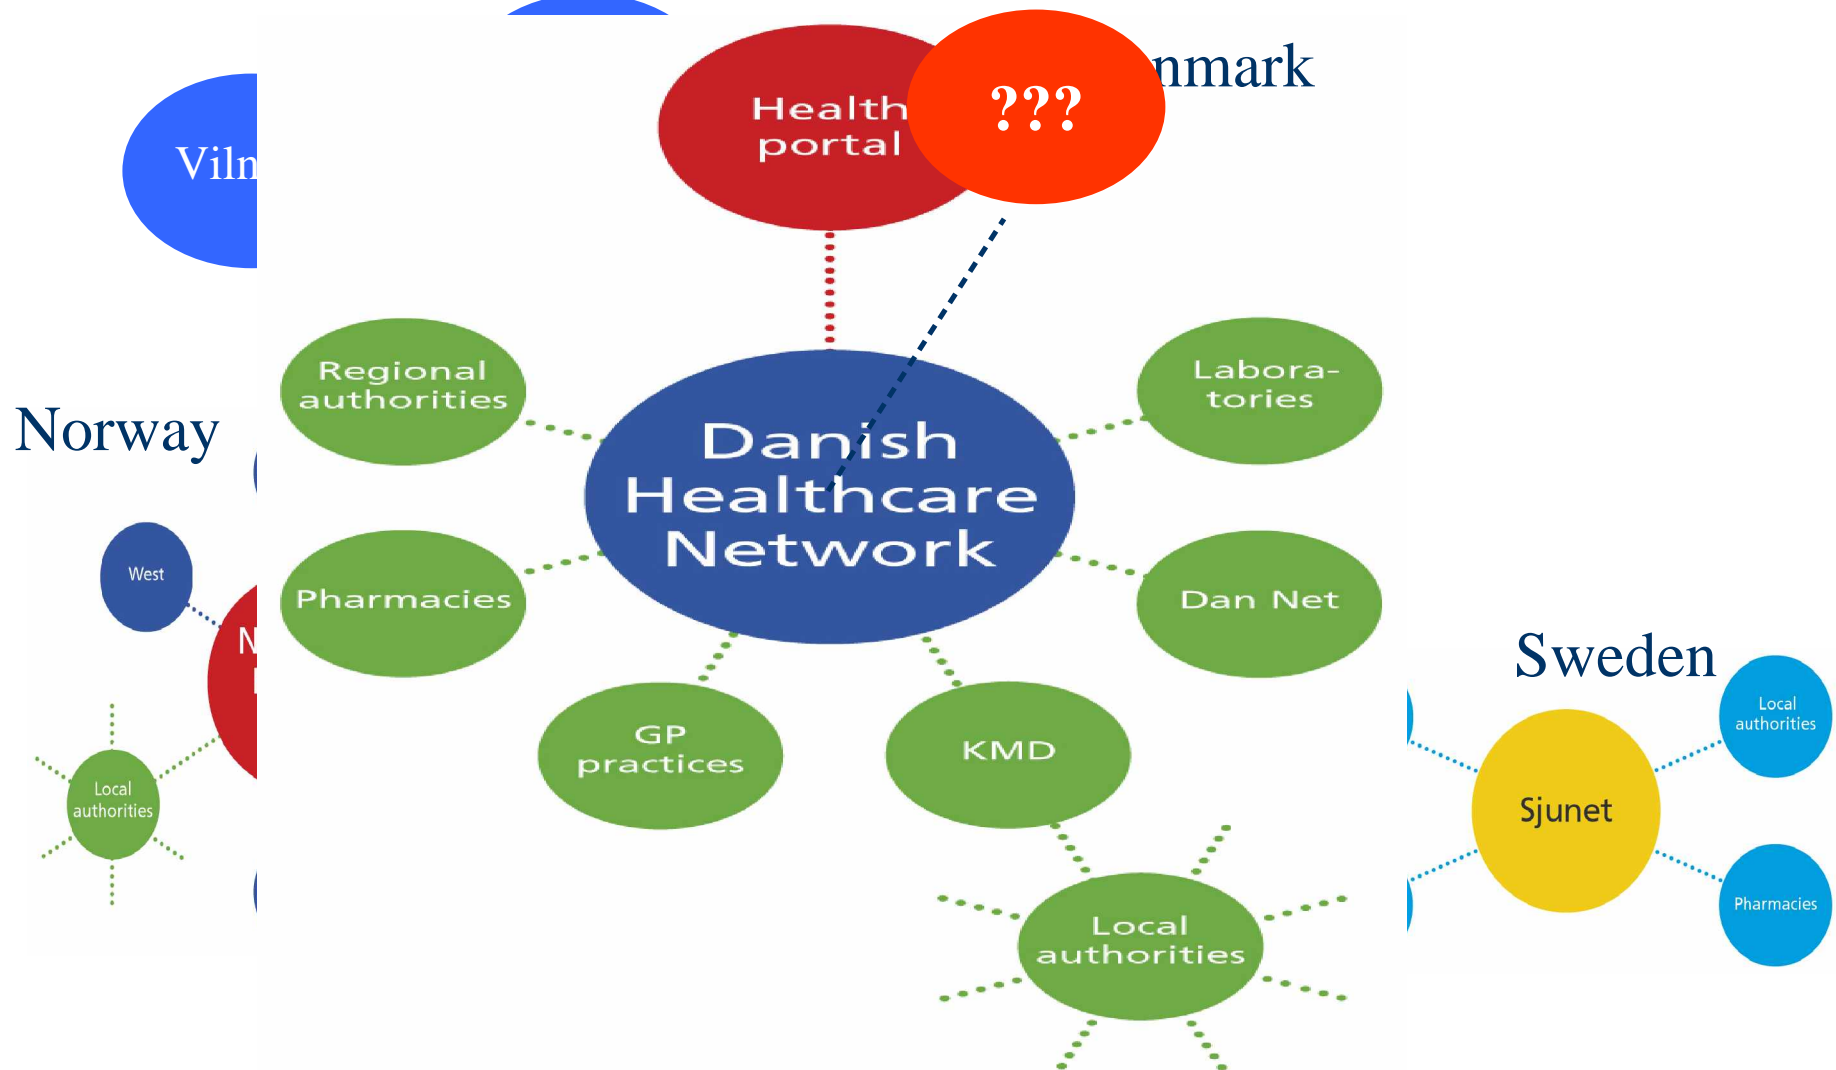 nmark
???
Health
portal
Viln
Regional
authorities
Labora-
tories
Norway
Danish
Healthcare
Network
West
Pharmacies
Dan Net
N
Sweden
Local
authorities
GP
practices
KMD
Sjunet
Local
authorities
Pharmacies
Local
authorities